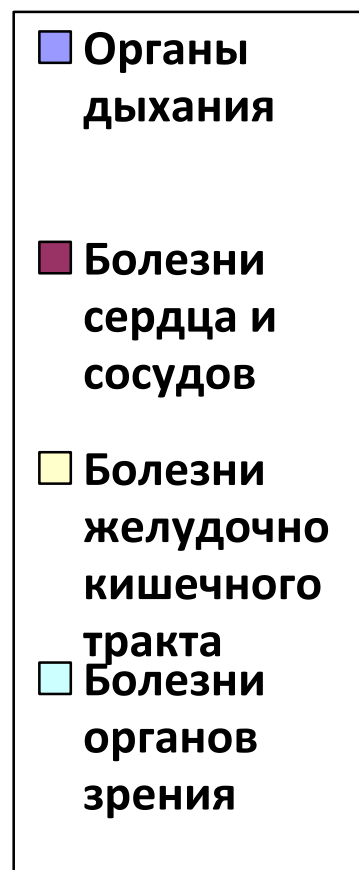 Органы
дыхания
Болезни
сердца и
сосудов
Болезни
желудочно
кишечного
тракта
Болезни
органов
зрения